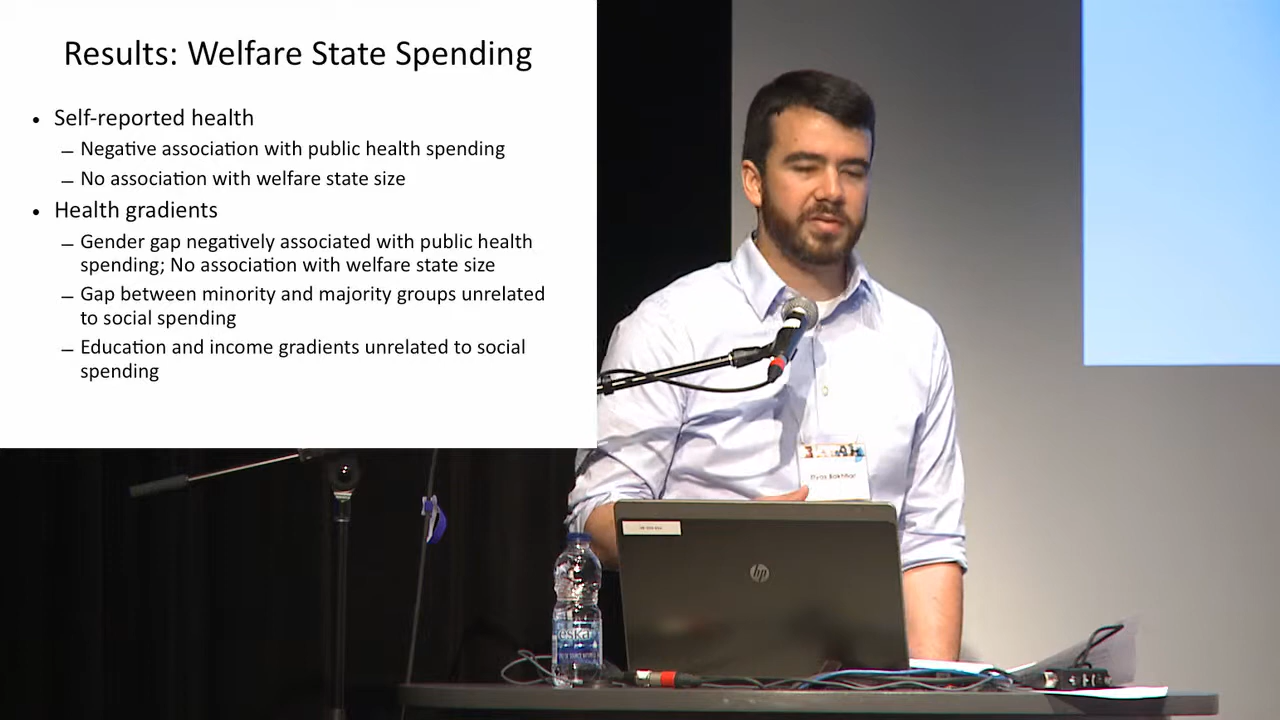 Results: Welfare State Spending
• Self-reported health
– Negative association with public health spending
– No association with welfare state size
• Health gradients
– Gender gap negatively associated with public health
spending; No association with welfare state size
– Gap between minority and majority groups unrelated
to social spending
– Education and income gradients unrelated to social
spending
hp
eska